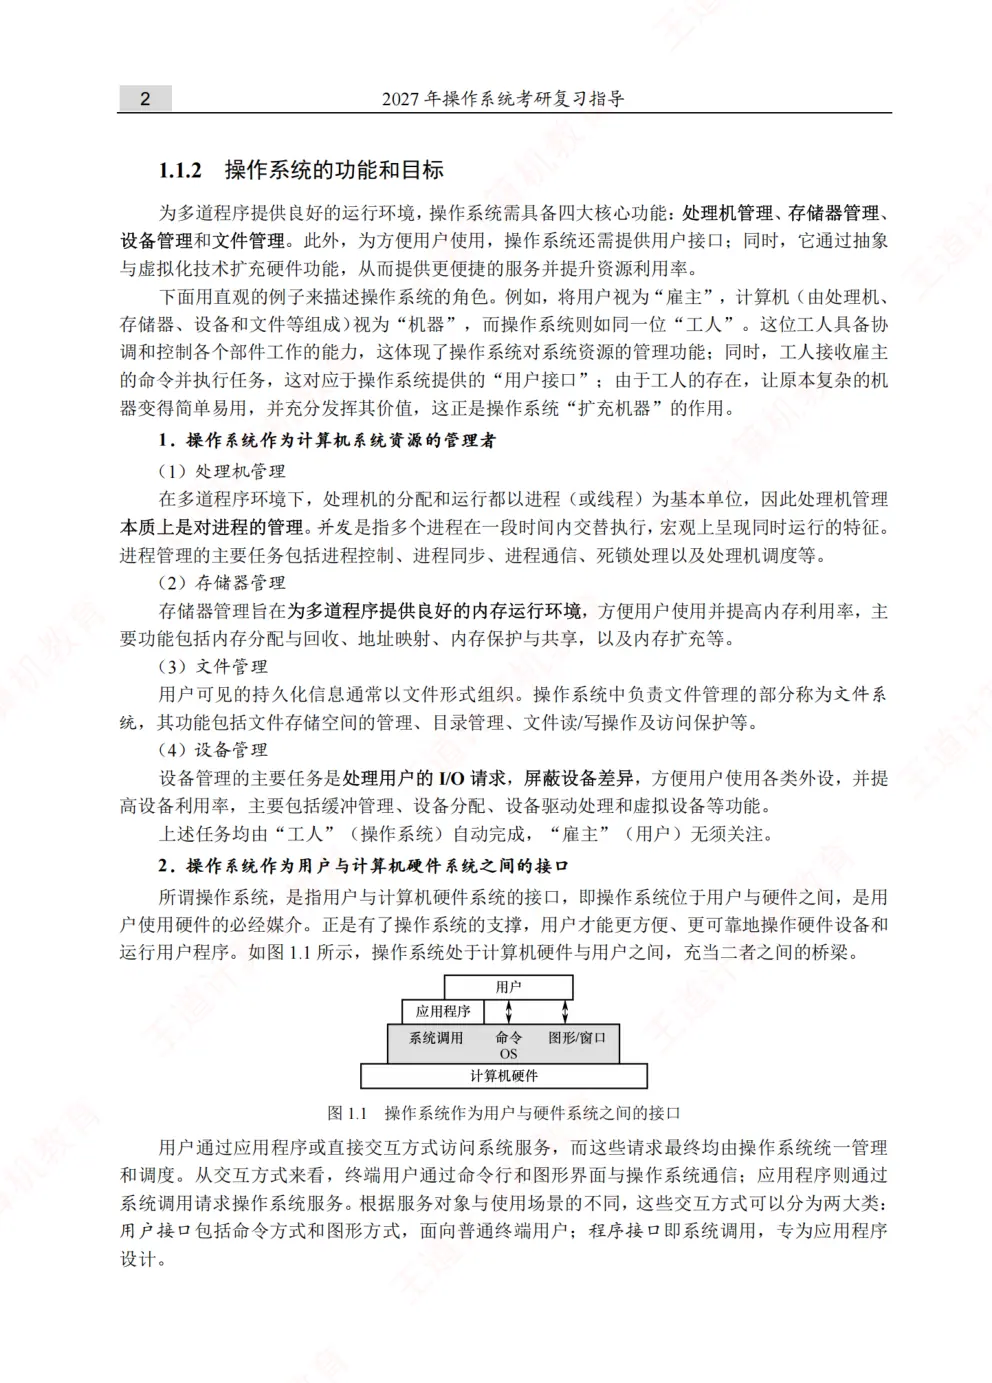 2
2027 年操作系统考研复习指导
1.1.2 操作系统的功能和目标
为多道程序提供良好的运行环境，操作系统需具备四大核心功能：处理机管理、存储器管理、
设备管理和文件管理。此外，为方便用户使用，操作系统还需提供用户接口；同时，它通过抽象
与虚拟化技术扩充硬件功能，从而提供更便捷的服务并提升资源利用率。
下面用直观的例子来描述操作系统的角色。例如，将用户视为“雇主”，计算机（由处理机、
存储器、设备和文件等组成）视为“机器”，而操作系统则如同一位“工人”。这位工人具备协
调和控制各个部件工作的能力，这体现了操作系统对系统资源的管理功能；同时，工人接收雇主
的命令并执行任务，这对应于操作系统提供的“用户接口”；由于工人的存在，让原本复杂的机
器变得简单易用，并充分发挥其价值，这正是操作系统“扩充机器”的作用。
1．操作系统作为计算机系统资源的管理者
（1）处理机管理
在多道程序环境下，处理机的分配和运行都以进程（或线程）为基本单位，因此处理机管理
本质上是对进程的管理。并发是指多个进程在一段时间内交替执行，宏观上呈现同时运行的特征。
进程管理的主要任务包括进程控制、进程同步、进程通信、死锁处理以及处理机调度等。
（2）存储器管理
存储器管理旨在为多道程序提供良好的内存运行环境，方便用户使用并提高内存利用率，主
要功能包括内存分配与回收、地址映射、内存保护与共享，以及内存扩充等。
（3）文件管理
用户可见的持久化信息通常以文件形式组织。操作系统中负责文件管理的部分称为文件系
统，其功能包括文件存储空间的管理、目录管理、文件读/写操作及访问保护等。
（4）设备管理
设备管理的主要任务是处理用户的 I/O 请求，屏蔽设备差异，方便用户使用各类外设，并提
高设备利用率，主要包括缓冲管理、设备分配、设备驱动处理和虚拟设备等功能。
上述任务均由“工人”（操作系统）自动完成，“雇主”（用户）无须关注。
2．操作系统作为用户与计算机硬件系统之间的接口
所谓操作系统，是指用户与计算机硬件系统的接口，即操作系统位于用户与硬件之间，是用
户使用硬件的必经媒介。正是有了操作系统的支撑，用户才能更方便、更可靠地操作硬件设备和
运行用户程序。如图 1.1 所示，操作系统处于计算机硬件与用户之间，充当二者之间的桥梁。
用户
应用程序
系统调用 命令 图形/窗口
OS
计算机硬件
图 1.1 操作系统作为用户与硬件系统之间的接口
用户通过应用程序或直接交互方式访问系统服务，而这些请求最终均由操作系统统一管理
和调度。从交互方式来看，终端用户通过命令行和图形界面与操作系统通信；应用程序则通过
系统调用请求操作系统服务。根据服务对象与使用场景的不同，这些交互方式可以分为两大类：
用户接口包括命令方式和图形方式，面向普通终端用户；程序接口即系统调用，专为应用程序
设计。